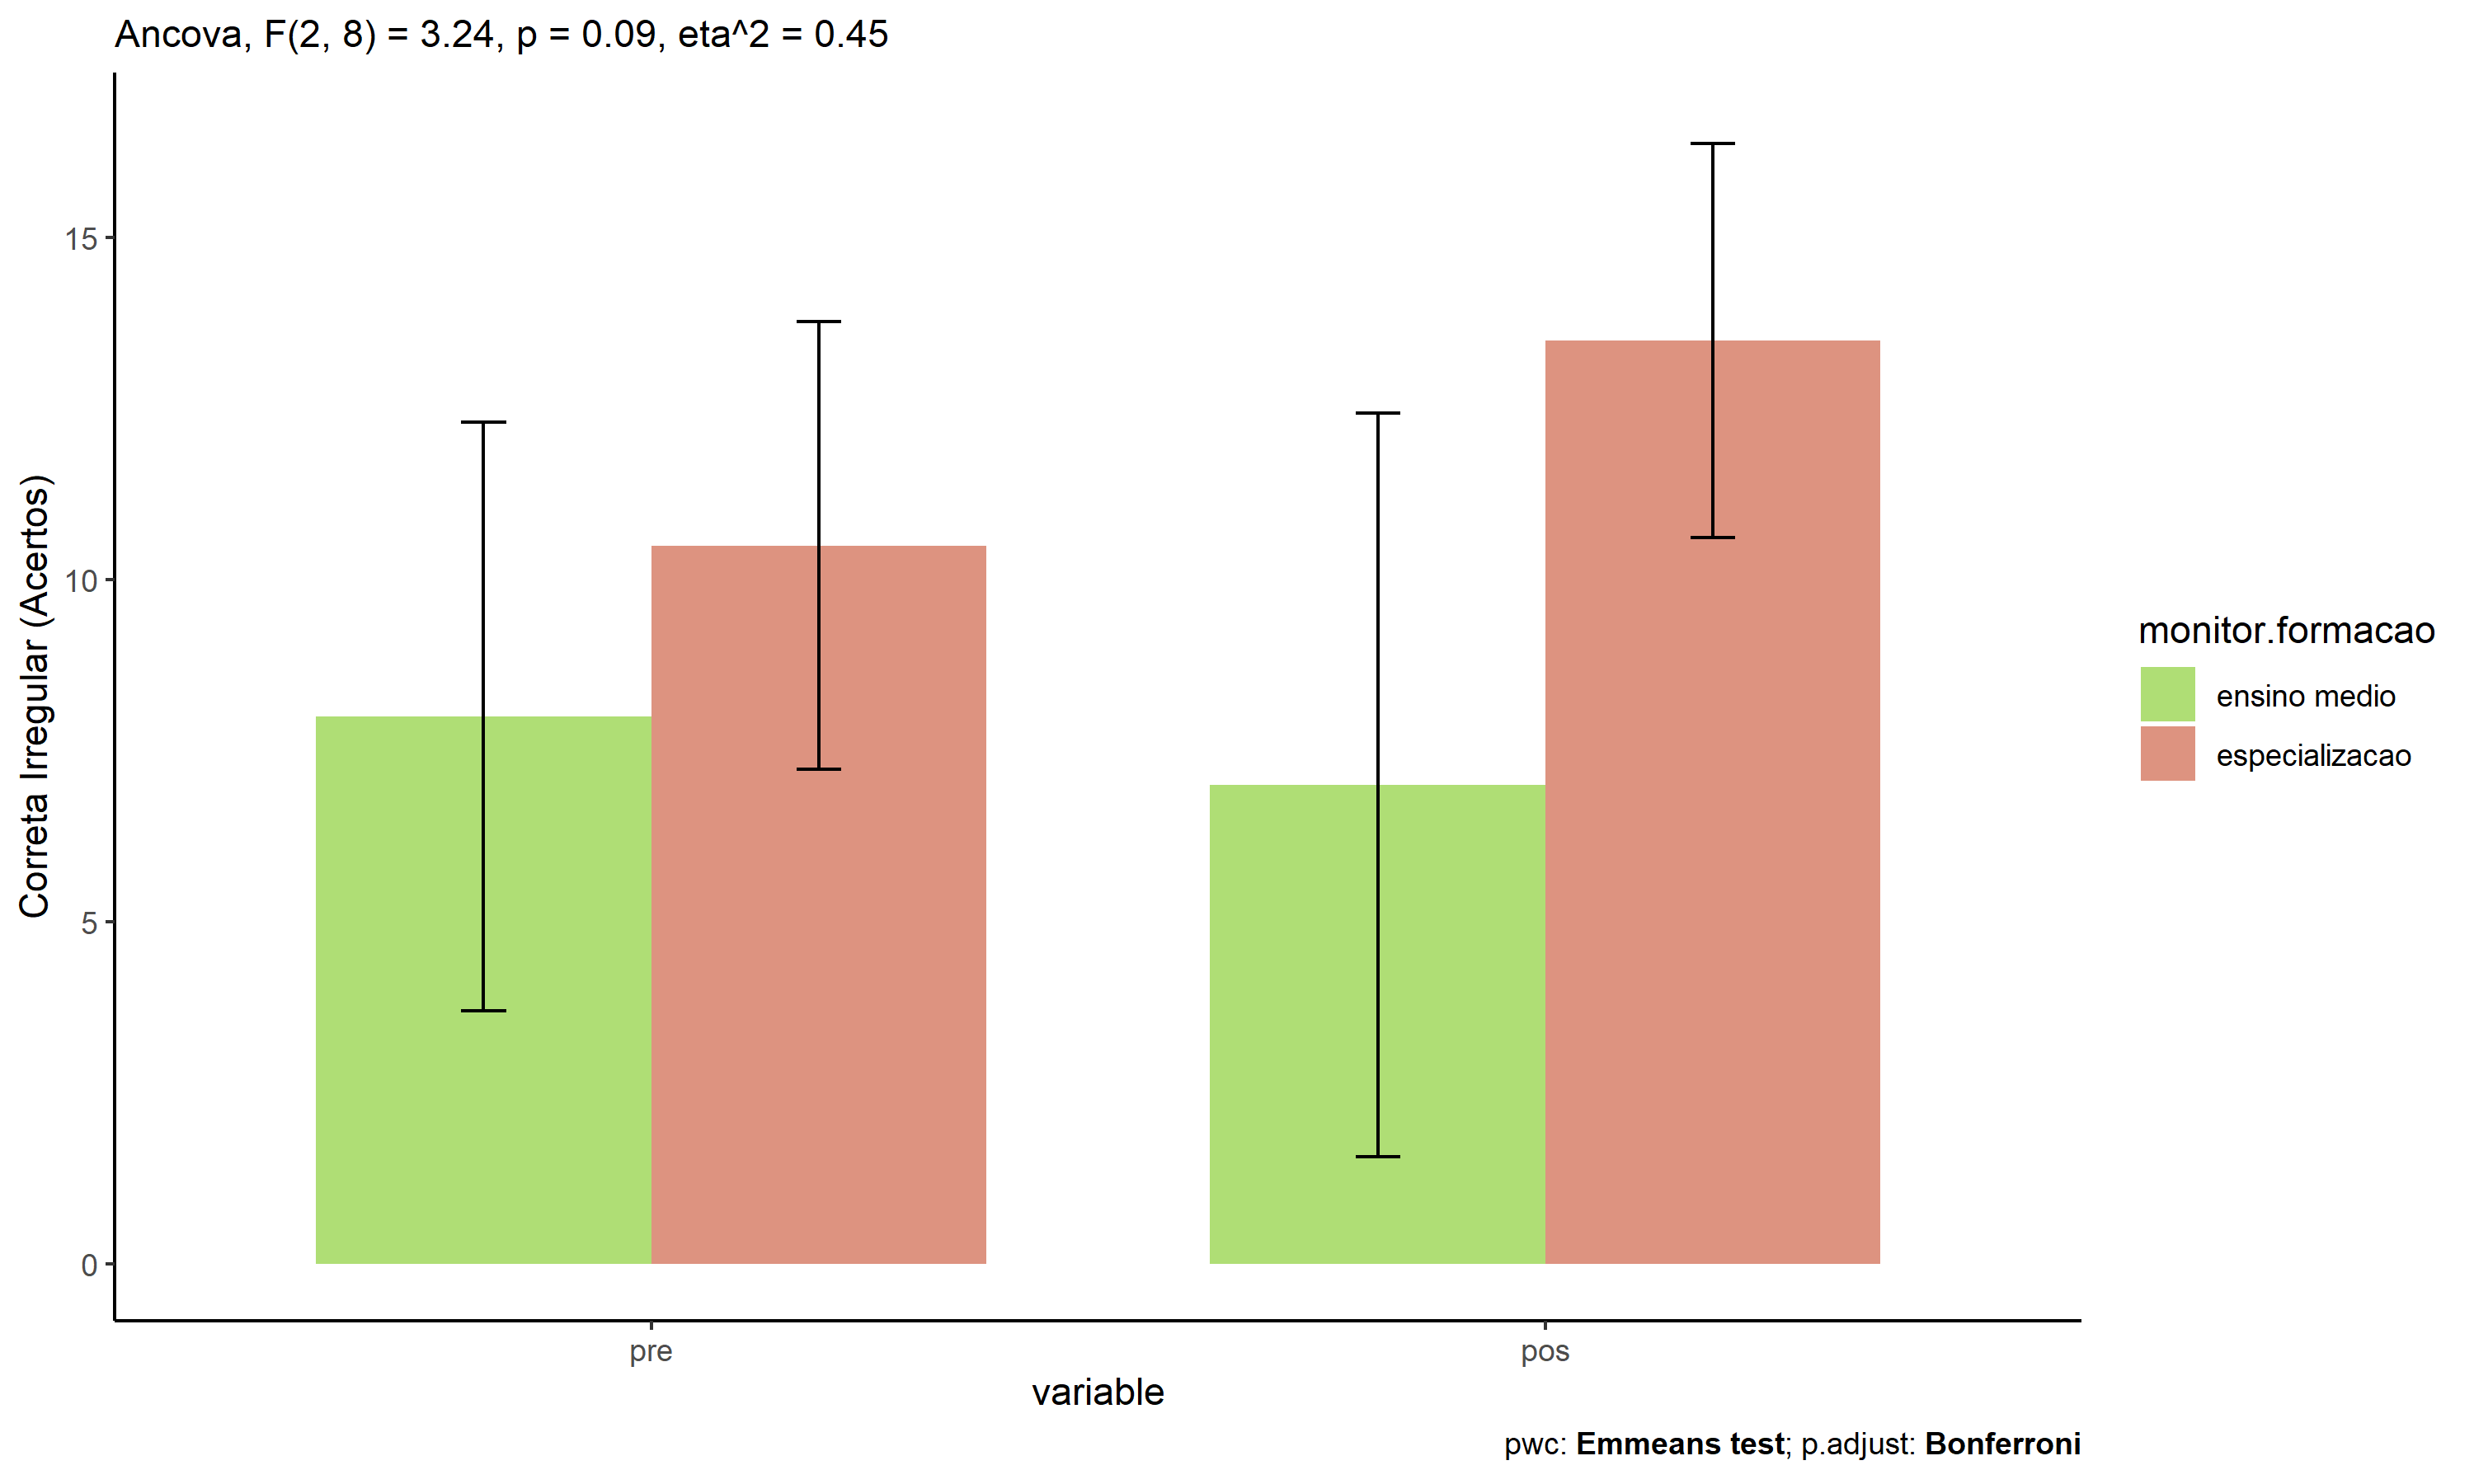 Ancova, F(2, 8) = 3.24, p = 0.09, eta^2 = 0.45
Correta Irregular (Acertos)
15
10
5
0
pre
pos
variable
monitor.formacao
ensino medio
especializacao
pwc: Emmeans test; p.adjust: Bonferroni